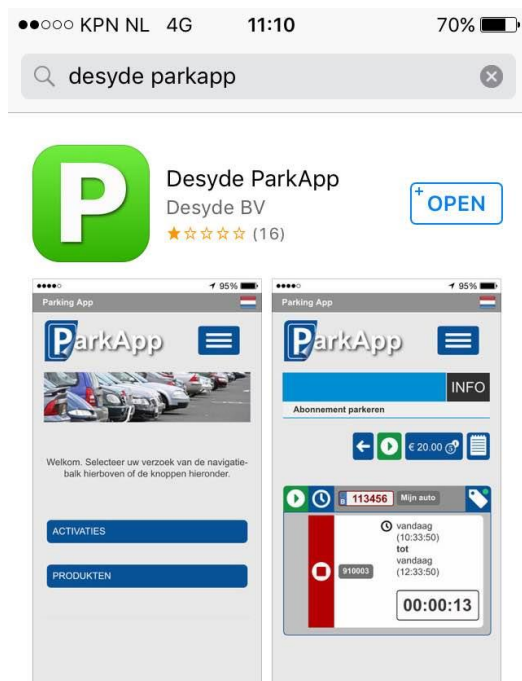 KPN NL 4G 11:10 70%
desyde parkapp
P
Desyde ParkApp
Desyde BV
(16)
+ OPEN
95%
Parking App
ParkApp
Welkom. Selecteer uw verzoek van de navigatie-
balk hierboven of de knoppen hieronder.
ACTIVATIES
PRODUKTEN
95%
Parking App
ParkApp
INFO
Abonnement parkeren
€ 20.00
113456 Mijn auto
910003
vandaag
(10:33:50)
tot
vandaag
(12:33:50)
00:00:13